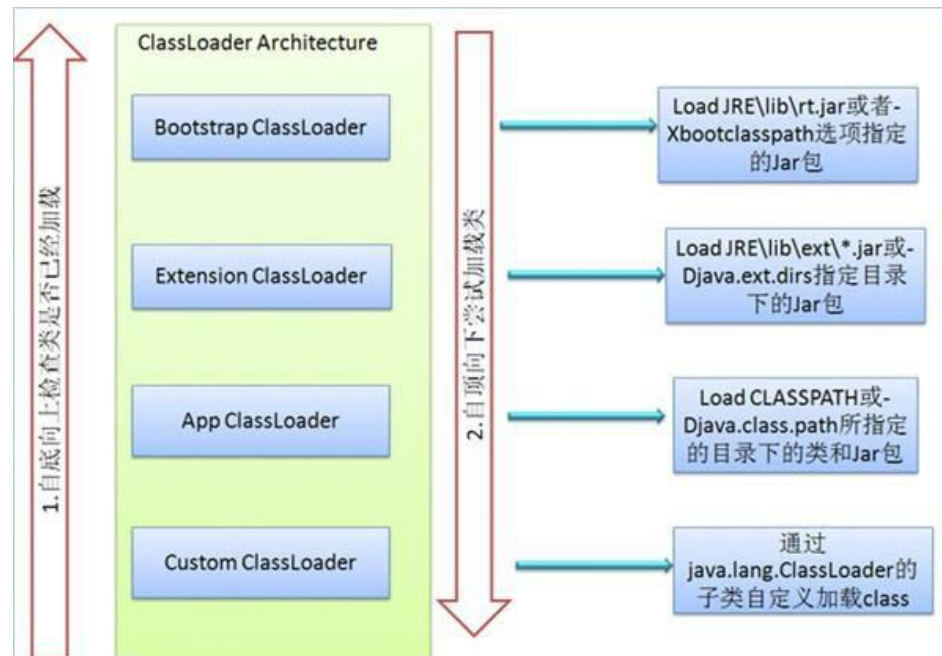 ClassLoader Architecture
Bootstrap ClassLoader
Extension ClassLoader
App ClassLoader
Custom ClassLoader
1.自底向上检查类是否已经加载
2.自顶向下尝试加载类
Load JRE\lib\rt.jar或者-
Xbootclasspath选项指定
的Jar包
Load JRE\lib\ext\*.jar或-
Djava.ext.dirs指定目录
下的Jar包
Load CLASSPATH或-
Djava.class.path所指定
的目录下的类和Jar包
通过
java.lang.ClassLoader的
子类自定义加载class